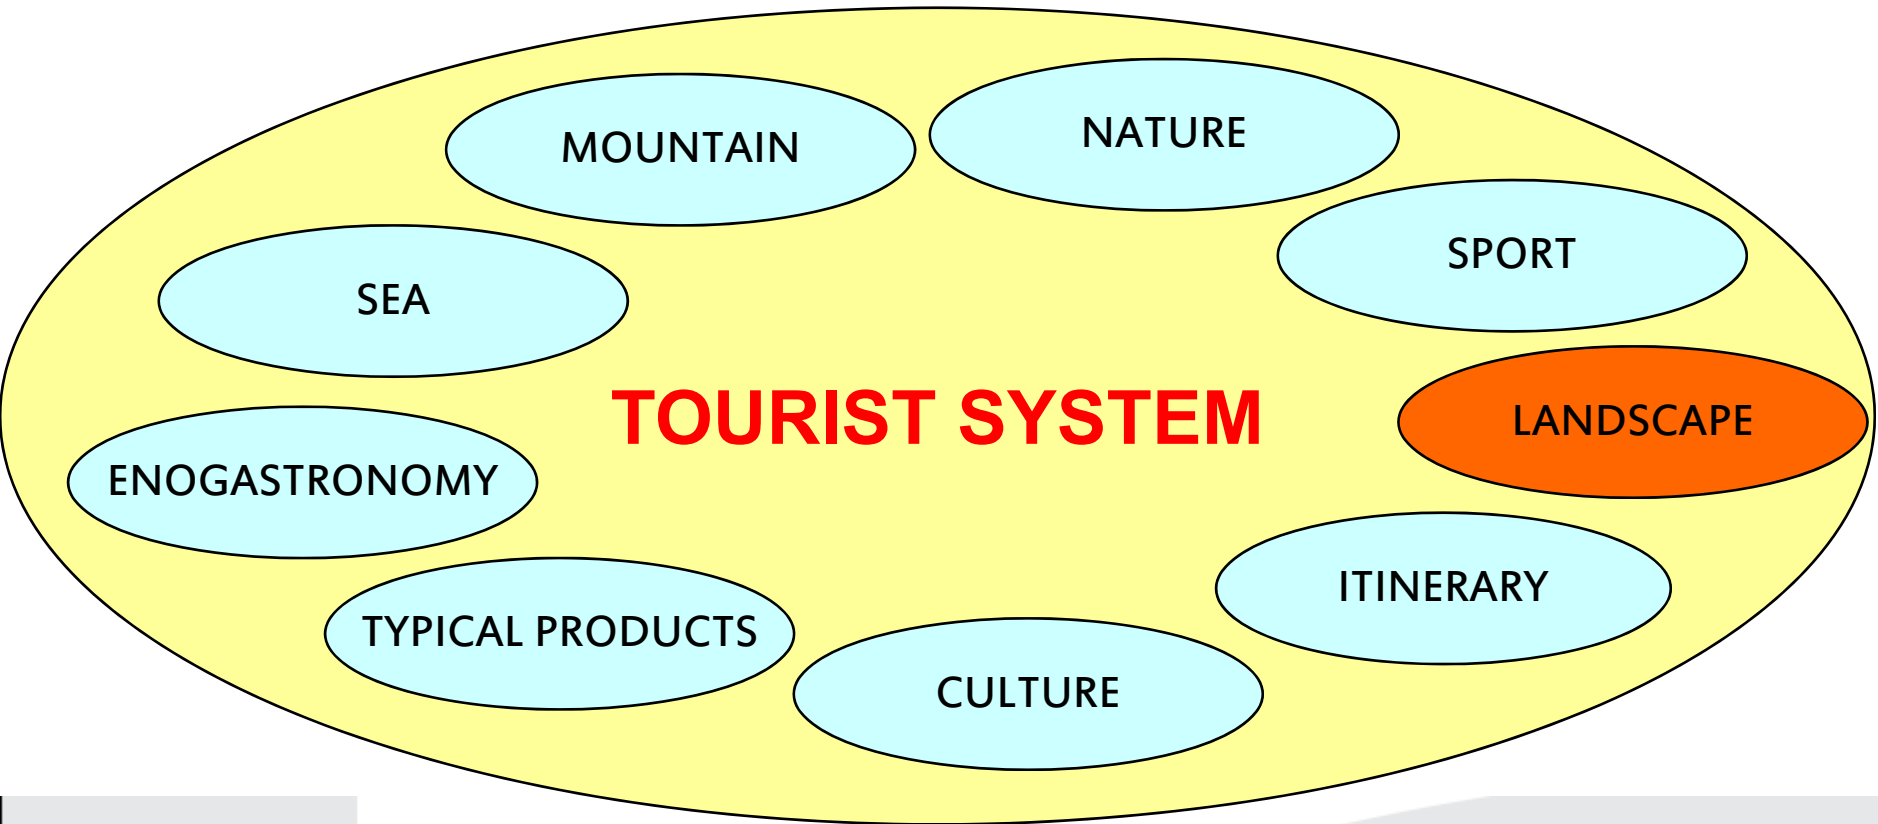 MOUNTAIN
NATURE
SPORT
SEA
TOURIST SYSTEM
LANDSCAPE
ENOGASTRONOMY
ITINERARY
TYPICAL PRODUCTS
CULTURE